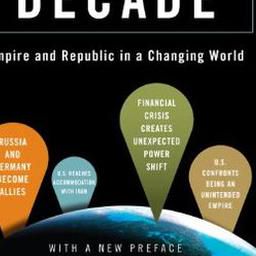 DECADE
mpire and Republic in a Changing World
FINANCIAL
CRISIS
CREATES
UNEXPECTED
POWER
SHIFT
RUSSIA
AND
ERMANY
BECOME
ALLIES
U.S. REACHES
ACCOMMODATION
WITH IRAN
U.S.
CONFRONTS
BEING AN
UNINTENDED
EMPIRE
WITH A NEW PREFACE